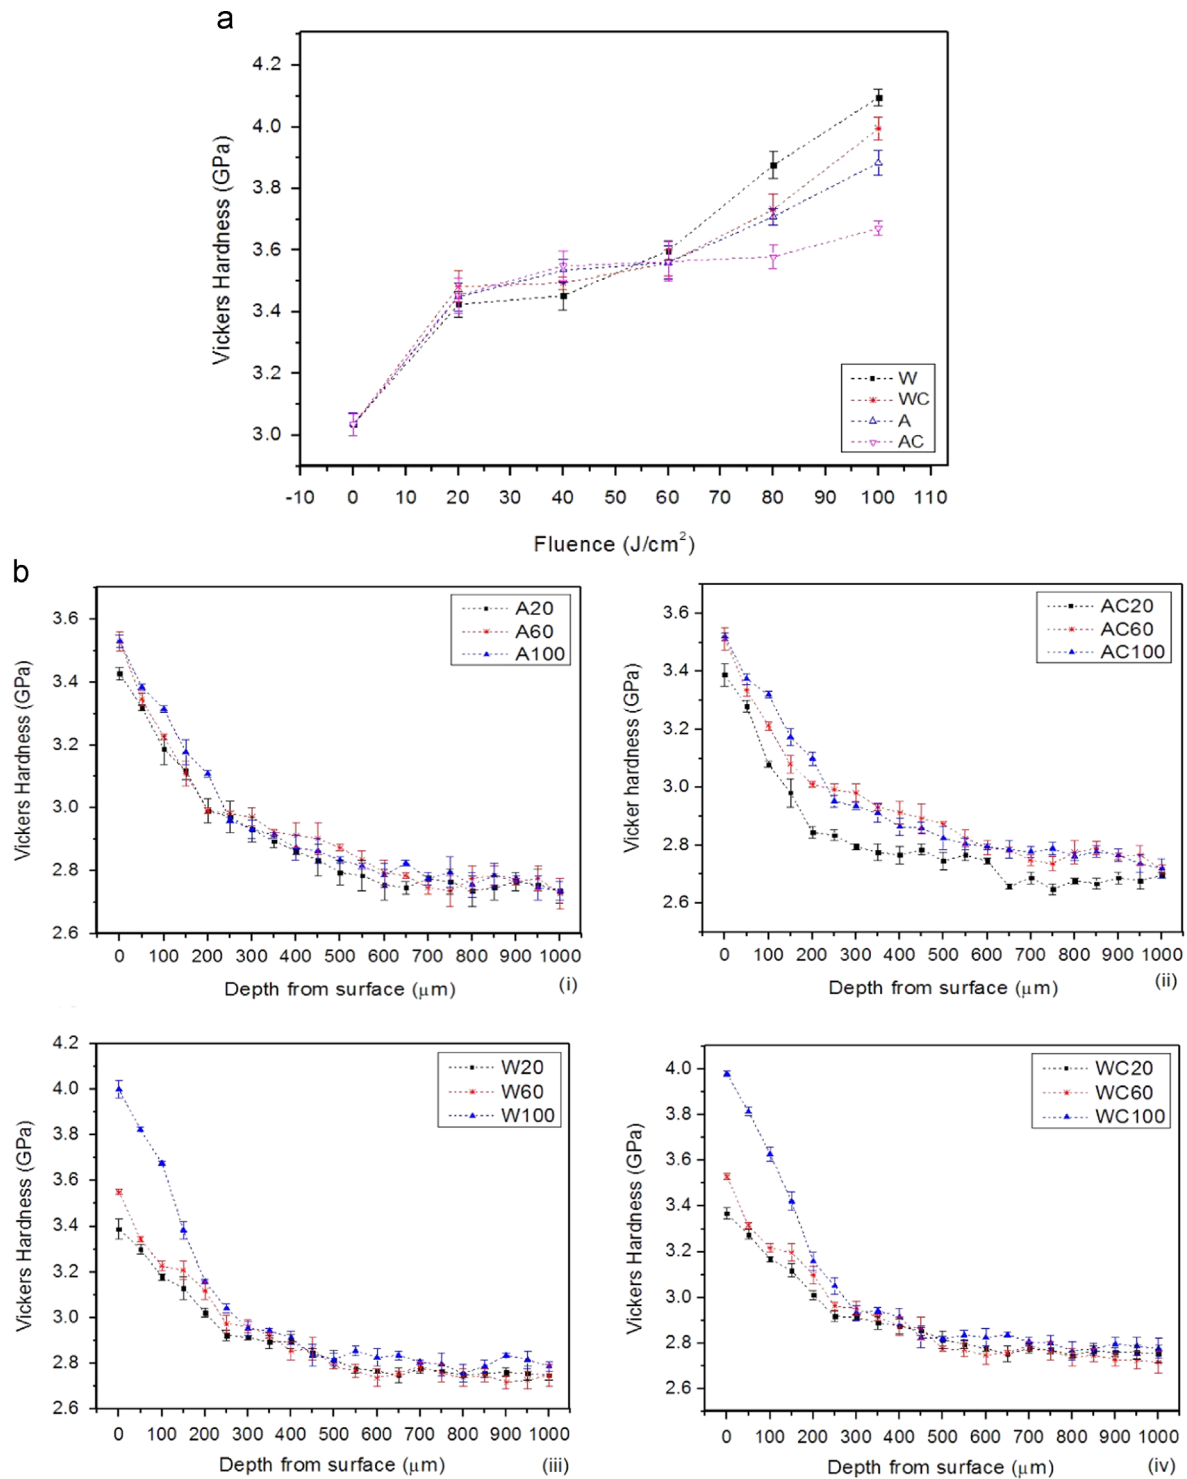 a
4.2
4.0
3.8
3.6
3.4
3.2
3.0
Vickers Hardness (GPa)
W
WC
A
AC
-10 0 10 20 30 40 50 60 70 80 90 100 110
Fluence (J/cm²)
b
3.6
3.4
3.2
3.0
2.8
2.6
Vickers Hardness (GPa)
A20
A60
A100
0 100 200 300 400 500 600 700 800 900 1000
Depth from surface (μm)
(i)
3.6
3.4
3.2
3.0
2.8
2.6
Vicker hardness (GPa)
AC20
AC60
AC100
0 100 200 300 400 500 600 700 800 900 1000
Depth from surface (μm)
(ii)
4.2
4.0
3.8
3.6
3.4
3.2
3.0
2.8
2.6
Vickers Hardness (GPa)
W20
W60
W100
0 100 200 300 400 500 600 700 800 900 1000
Depth from surface (μm)
(iii)
4.0
3.8
3.6
3.4
3.2
3.0
2.8
2.6
Vickers Hardness (GPa)
WC20
WC60
WC100
0 100 200 300 400 500 600 700 800 900 1000
Depth from surface (μm)
(iv)